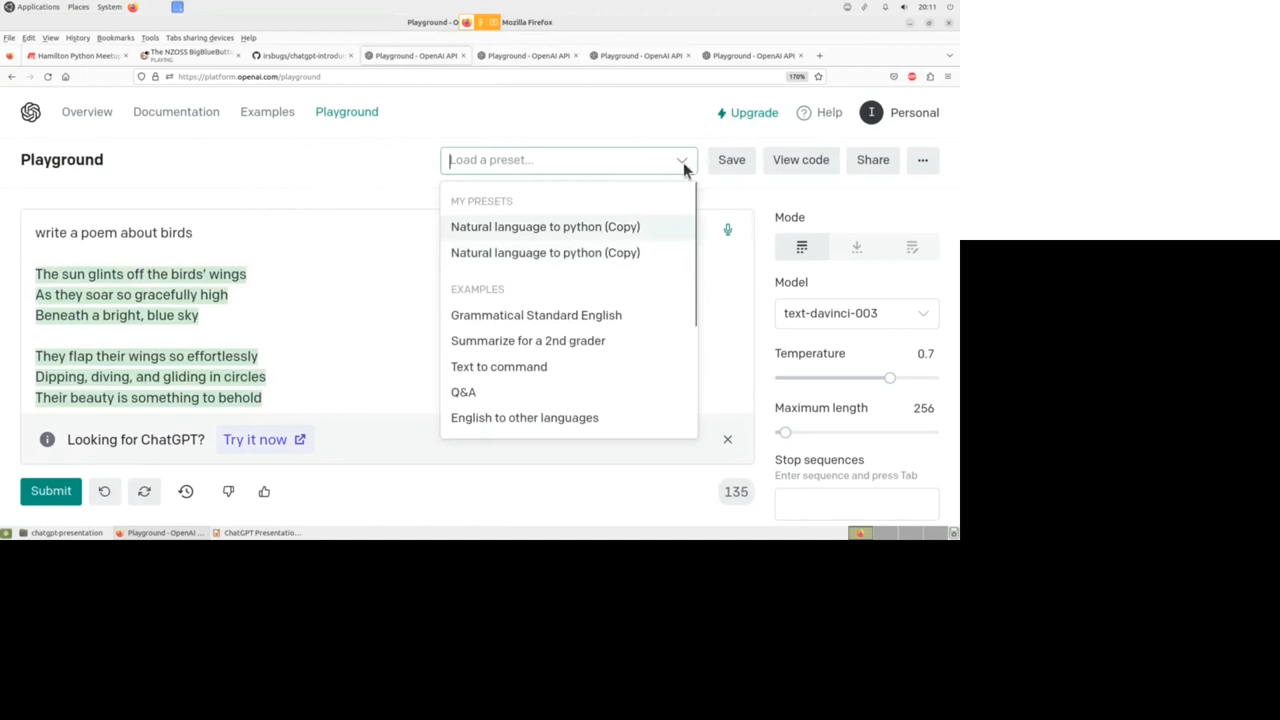 Applications Places System 20:11
Playground - O Mozilla Firefox
File Edit View History Bookmarks Tools Tabs sharing devices Help
Hamilton Python Meetup The NZOSS BigBlueButt irsbugs/chatgpt-introduc Playground - OpenAI API Playground - OpenAI API Playground - OpenAI API Playground - OpenAI API
PLAYING
https://platform.openai.com/playground 170%
Overview Documentation Examples Playground Upgrade Help I Personal
Playground Load a preset... Save View code Share
MY PRESETS
Natural language to python (Copy)
Natural language to python (Copy)
EXAMPLES
Grammatical Standard English
Summarize for a 2nd grader
Text to command
Q&A
English to other languages
write a poem about birds
The sun glints off the birds’ wings
As they soar so gracefully high
Beneath a bright, blue sky
They flap their wings so effortlessly
Dipping, diving, and gliding in circles
Their beauty is something to behold
Looking for ChatGPT? Try it now
Submit 135
Mode
Model
text-davinci-003
Temperature 0.7
Maximum length 256
Stop sequences
Enter sequence and press Tab
chatgpt-presentation Playground - OpenAI ... ChatGPT Presentatio...